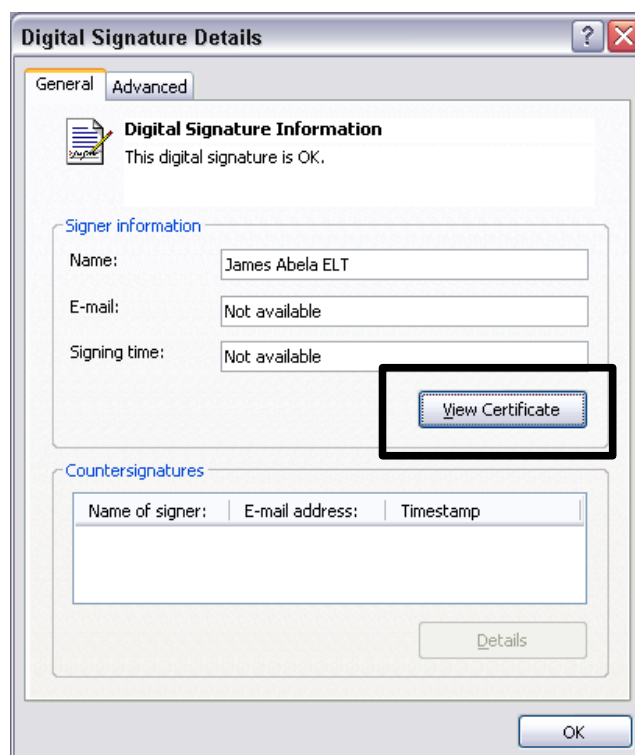 Digital Signature Details
General Advanced
Digital Signature Information
This digital signature is OK.
Signer information
Name: James Abela ELT
E-mail: Not available
Signing time: Not available
View Certificate
Countersignatures
Name of signer: E-mail address: Timestamp
Details
OK